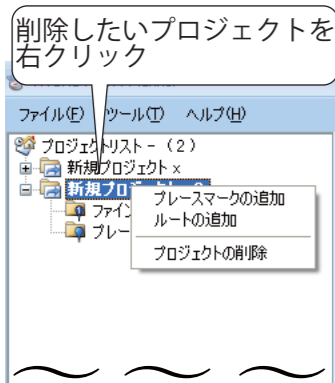 削除したいプロジェクトを
右クリック
ファイル(F) ツール(T) ヘルプ(H)
プロジェクトリスト - (2)
新規プロジェクト x
新規プロ
プレースマークの追加
ファイン
ルートの追加
プレー
プロジェクトの削除